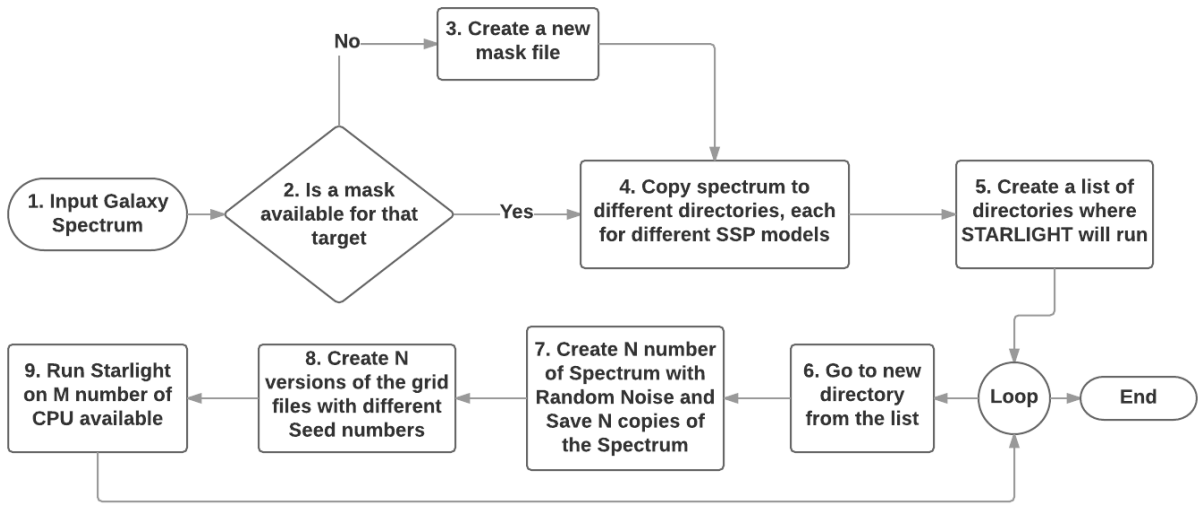 No
3. Create a new
mask file
1. Input Galaxy
Spectrum
2. Is a mask
available for that
target
Yes
4. Copy spectrum to
different directories, each
for different SSP models
5. Create a list of
directories where
STARLIGHT will run
9. Run Starlight
on M number of
CPU available
8. Create N
versions of the grid
files with different
Seed numbers
7. Create N number
of Spectrum with
Random Noise and
Save N copies of
the Spectrum
6. Go to new
directory
from the list
Loop
End